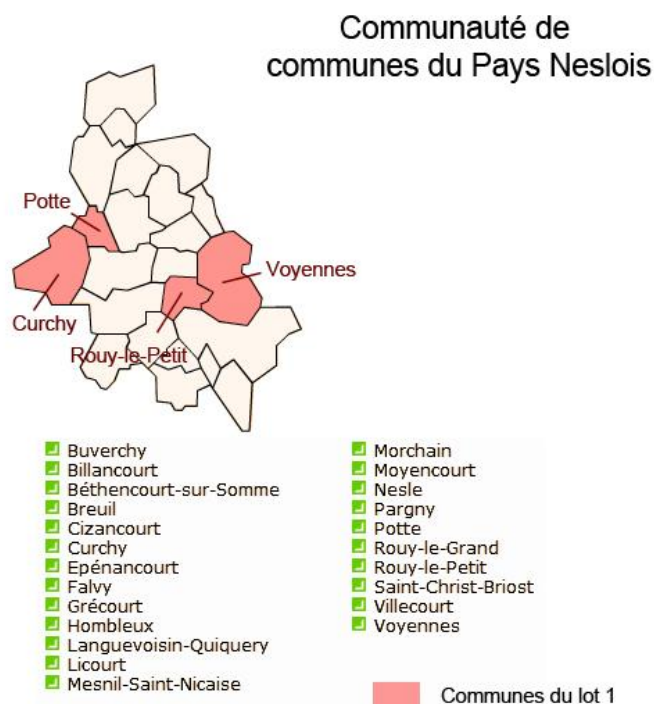 Communauté de
communes du Pays Neslois
Potte
Voyennes
Curchy
Rouy-le-Petit
Buverchy
Billancourt
Béthencourt-sur-Somme
Breuil
Cizancourt
Curchy
Epénancourt
Falvy
Grécourt
Hombleux
Languevoisin-Quiquery
Licourt
Mesnil-Saint-Nicaise
Morchain
Moyencourt
Nesle
Pargny
Potte
Rouy-le-Grand
Rouy-le-Petit
Saint-Christ-Briost
Villecourt
Voyennes
Communes du lot 1